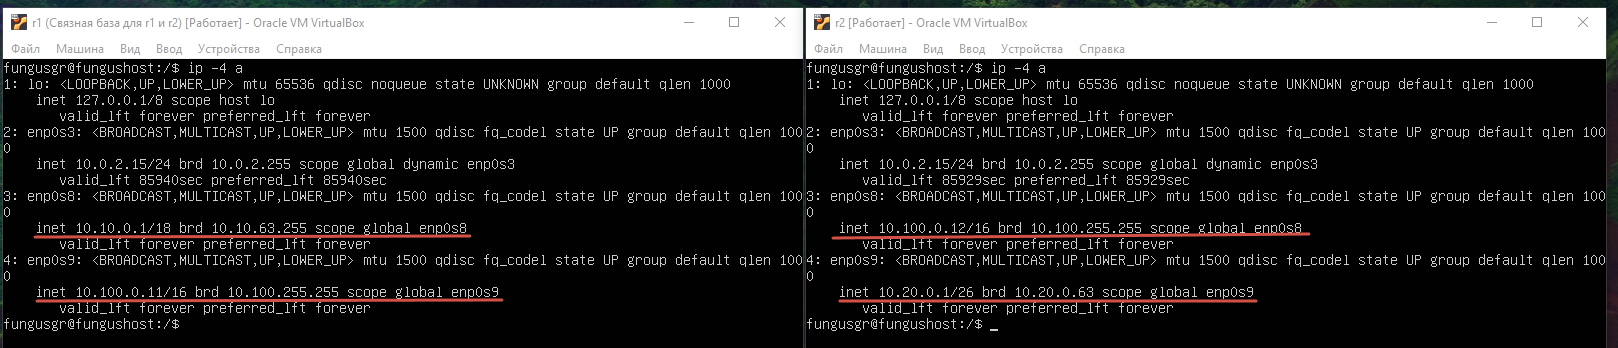 r1 (Связная база для r1 и r2) [Работает] - Oracle VM VirtualBox
Файл Машина Вид Ввод Устройства Справка
fungusgr@fungushost:/$ ip -4 a
1: lo: <LOOPBACK,UP,LOWER_UP> mtu 65536 qdisc noqueue state UNKNOWN group default qlen 1000
inet 127.0.0.1/8 scope host lo
valid_lft forever preferred_lft forever
2: enp0s3: <BROADCAST,MULTICAST,UP,LOWER_UP> mtu 1500 qdisc fq_codel state UP group default qlen 100
0
inet 10.0.2.15/24 brd 10.0.2.255 scope global dynamic enp0s3
valid_lft 85940sec preferred_lft 85940sec
3: enp0s8: <BROADCAST,MULTICAST,UP,LOWER_UP> mtu 1500 qdisc fq_codel state UP group default qlen 100
0
inet 10.10.0.1/18 brd 10.10.63.255 scope global enp0s8
valid_lft forever preferred_lft forever
4: enp0s9: <BROADCAST,MULTICAST,UP,LOWER_UP> mtu 1500 qdisc fq_codel state UP group default qlen 100
0
inet 10.100.0.11/16 brd 10.100.255.255 scope global enp0s9
valid_lft forever preferred_lft forever
fungusgr@fungushost:/$
r2 [Работает] - Oracle VM VirtualBox
Файл Машина Вид Ввод Устройства Справка
fungusgr@fungushost:/$ ip -4 a
1: lo: <LOOPBACK,UP,LOWER_UP> mtu 65536 qdisc noqueue state UNKNOWN group default qlen 1000
inet 127.0.0.1/8 scope host lo
valid_lft forever preferred_lft forever
2: enp0s3: <BROADCAST,MULTICAST,UP,LOWER_UP> mtu 1500 qdisc fq_codel state UP group default qlen 100
0
inet 10.0.2.15/24 brd 10.0.2.255 scope global dynamic enp0s3
valid_lft 85929sec preferred_lft 85929sec
3: enp0s8: <BROADCAST,MULTICAST,UP,LOWER_UP> mtu 1500 qdisc fq_codel state UP group default qlen 100
0
inet 10.100.0.12/16 brd 10.100.255.255 scope global enp0s8
valid_lft forever preferred_lft forever
4: enp0s9: <BROADCAST,MULTICAST,UP,LOWER_UP> mtu 1500 qdisc fq_codel state UP group default qlen 100
0
inet 10.20.0.1/26 brd 10.20.0.63 scope global enp0s9
valid_lft forever preferred_lft forever
fungusgr@fungushost:/$ _